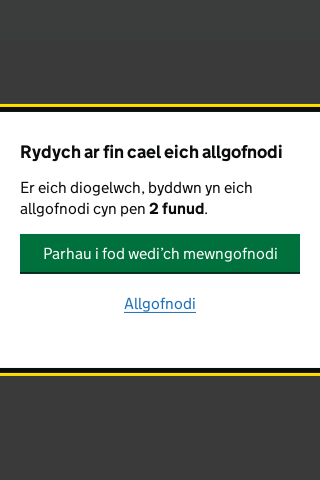 Rydych ar fin cael eich allgofnodi
Er eich diogelwch, byddwn yn eich
allgofnodi cyn pen 2 funud.
Parhau i fod wedi’ch mewngofnodi
Allgofnodi